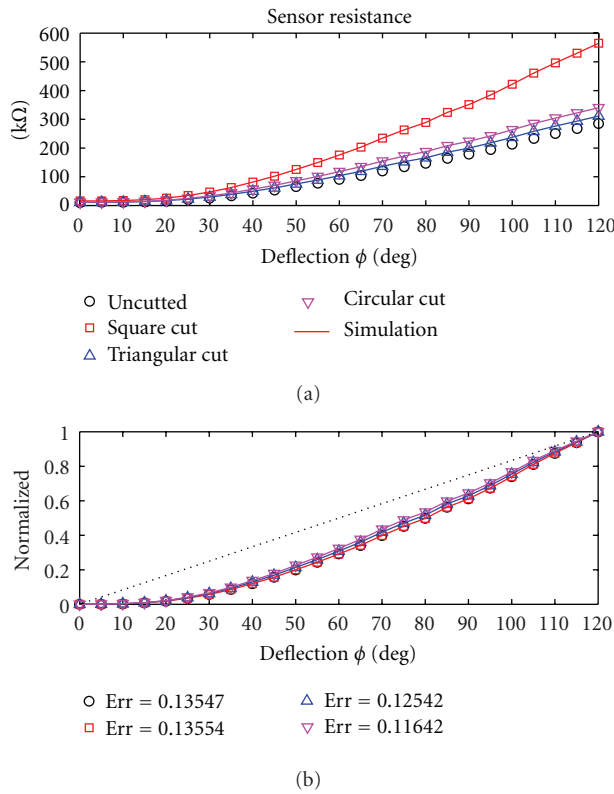 Sensor resistance
600
500
400
300
200
100
0
(kΩ)
0 10 20 30 40 50 60 70 80 90 100 110 120
Deflection ϕ (deg)
Uncutted
Square cut
Triangular cut
Circular cut
Simulation
(a)
1
0.8
0.6
0.4
0.2
0
Normalized
0 10 20 30 40 50 60 70 80 90 100 110 120
Deflection ϕ (deg)
Err = 0.13547
Err = 0.13554
Err = 0.12542
Err = 0.11642
(b)